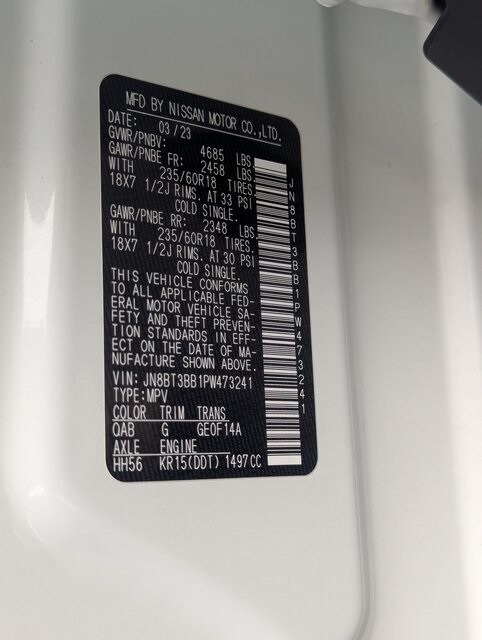 MFD BY NISSAN MOTOR CO.,LTD.
DATE: 03/23
GVWR/PNBV: 4685 LBS.
GAWR/PNBE FR: 2458 LBS.
WITH 235/60R18 TIRES.
18X7 1/2J RIMS. AT 33 PSI
COLD SINGLE.
GAWR/PNBE RR: 2348 LBS.
WITH 235/60R18 TIRES.
18X7 1/2J RIMS. AT 30 PSI
COLD SINGLE.
THIS VEHICLE CONFORMS
TO ALL APPLICABLE FED-
ERAL MOTOR VEHICLE SA-
FETY AND THEFT PREVEN-
TION STANDARDS IN EFF-
ECT ON THE DATE OF MA-
NUFACTURE SHOWN ABOVE.
VIN: JN8BT3BB1PW473241
TYPE:MPV
COLOR TRIM TRANS
QAB G GE0F14A
AXLE ENGINE
HH56 KR15(DDT) 1497CC
JN8BT3BB1PW473241